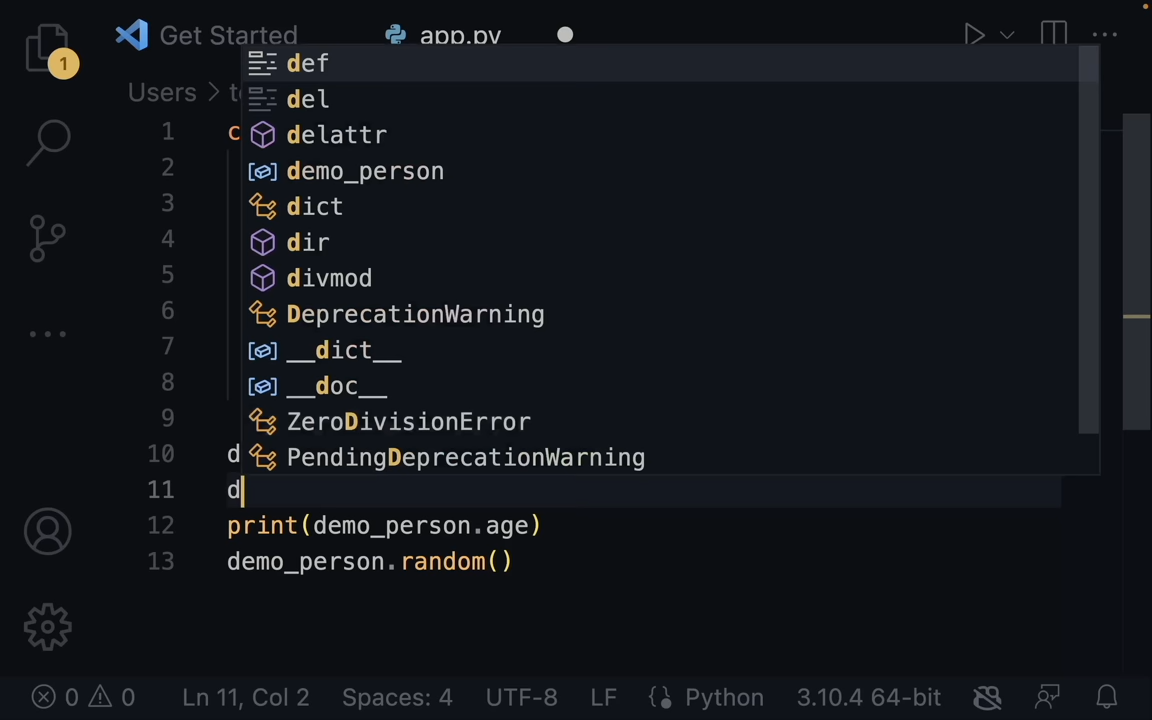 Get Started app.py
1
Users > t
def
del
delattr
demo_person
dict
dir
divmod
DeprecationWarning
__dict__
__doc__
ZeroDivisionError
PendingDeprecationWarning
1 c
2
3
4
5
6
7
8
9
10 d
11 d
12 print(demo_person.age)
13 demo_person.random()
0 0 Ln 11, Col 2 Spaces: 4 UTF-8 LF Python 3.10.4 64-bit